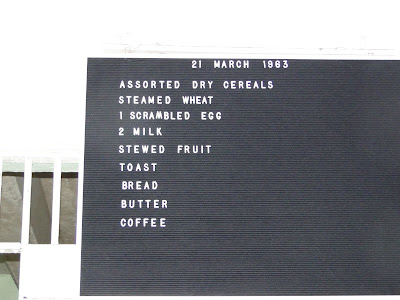 21 MARCH 1963
ASSORTED DRY CEREALS
STEAMED WHEAT
1 SCRAMBLED EGG
2 MILK
STEWED FRUIT
TOAST
BREAD
BUTTER
COFFEE